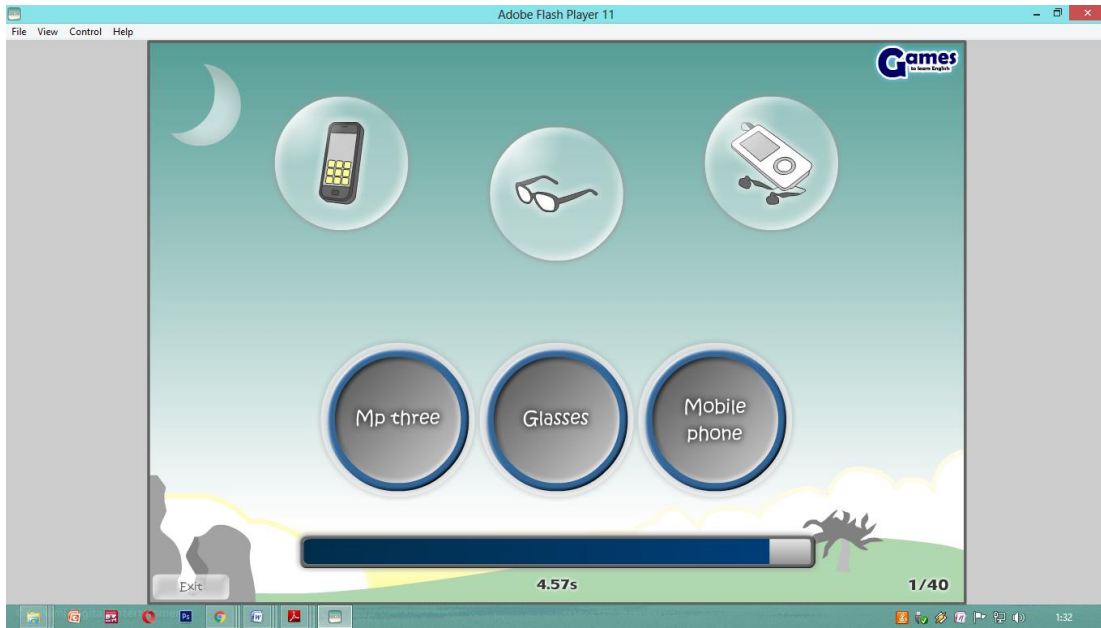 Adobe Flash Player 11
File View Control Help
Games
to learn English
Mp three
Glasses
Mobile
phone
Exit
4.57s
1/40
1:32